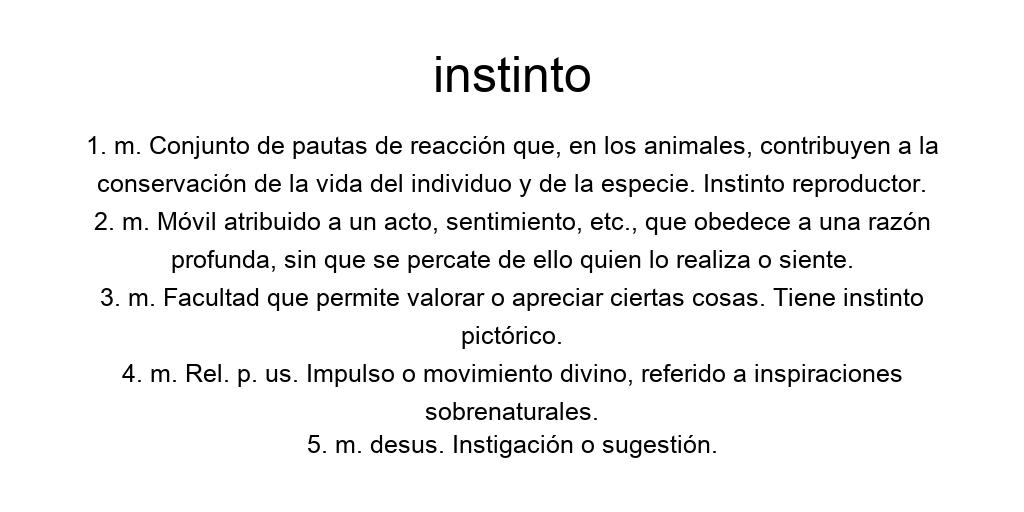 instinto
1. m. Conjunto de pautas de reacción que, en los animales, contribuyen a la
conservación de la vida del individuo y de la especie. Instinto reproductor.
2. m. Móvil atribuido a un acto, sentimiento, etc., que obedece a una razón
profunda, sin que se percate de ello quien lo realiza o siente.
3. m. Facultad que permite valorar o apreciar ciertas cosas. Tiene instinto
pictórico.
4. m. Rel. p. us. Impulso o movimiento divino, referido a inspiraciones
sobrenaturales.
5. m. desus. Instigación o sugestión.